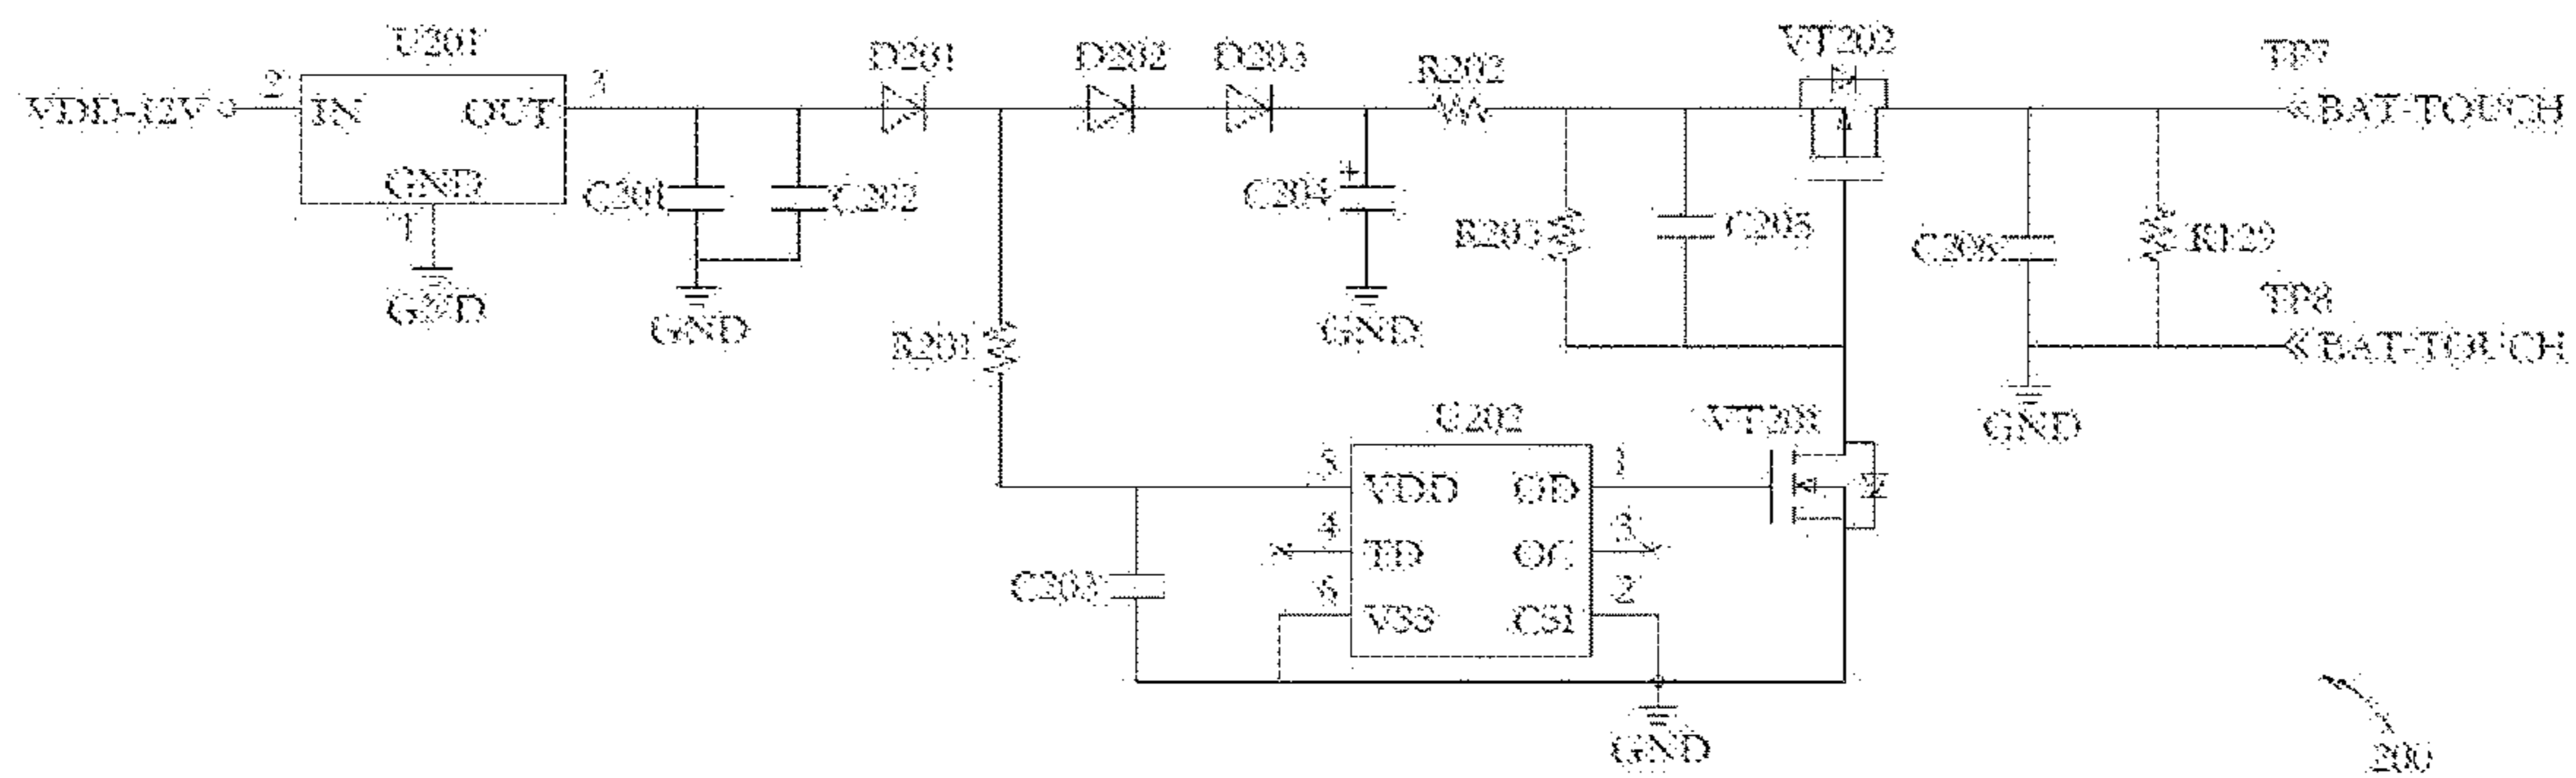 U201
D201
D202
D203
R202
VT202
TP7
VDD-12V
2
IN
OUT
3
BAT-TOUCH
GND
1
C201
C202
C204
+
R203
C205
C206
R129
GND
GND
GND
TP8
BAT-TOUCH
R201
U202
VT201
GND
5
VDD
OD
1
4
TD
OC
3
C203
6
VSS
CSI
2
GND
200